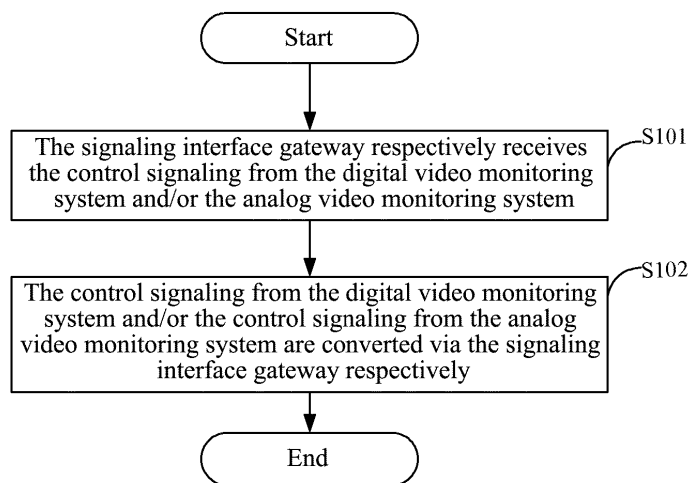 Start
The signaling interface gateway respectively receives
the control signaling from the digital video monitoring
system and/or the analog video monitoring system
S101
The control signaling from the digital video monitoring
system and/or the control signaling from the analog
video monitoring system are converted via the signaling
interface gateway respectively
S102
End